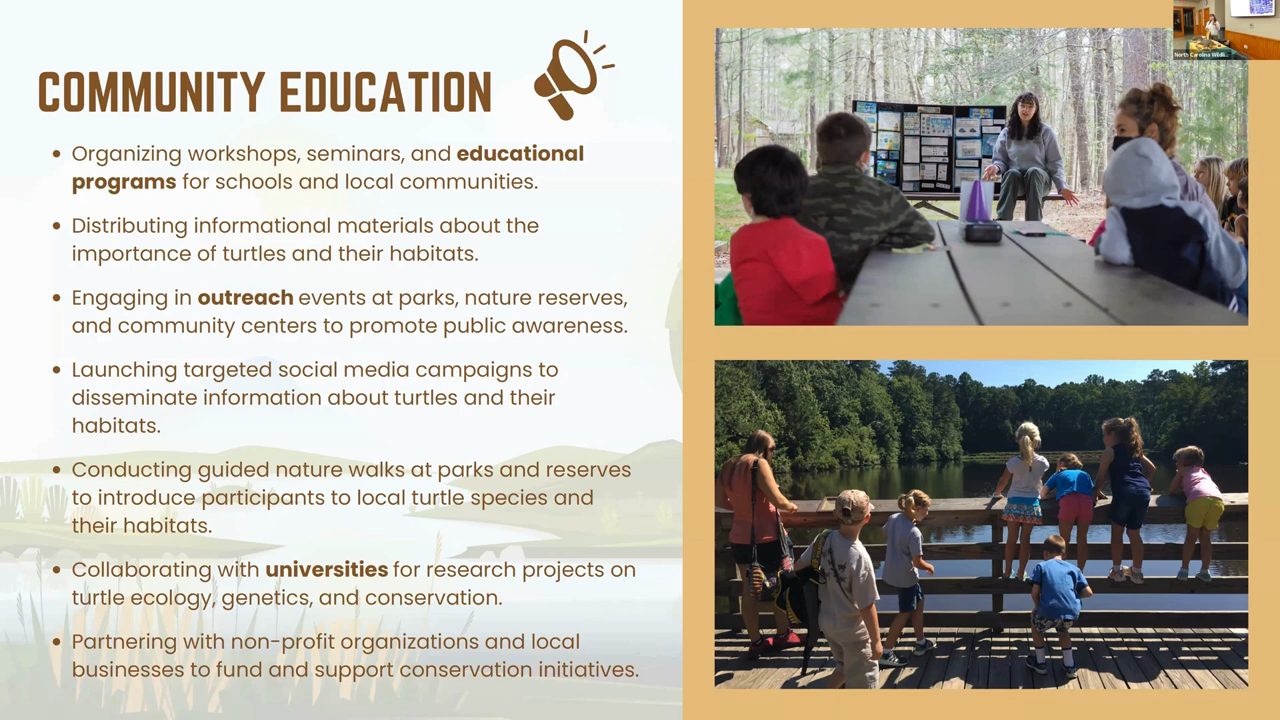 COMMUNITY EDUCATION
• Organizing workshops, seminars, and educational
programs for schools and local communities.
• Distributing informational materials about the
importance of turtles and their habitats.
• Engaging in outreach events at parks, nature reserves,
and community centers to promote public awareness.
• Launching targeted social media campaigns to
disseminate information about turtles and their
habitats.
• Conducting guided nature walks at parks and reserves
to introduce participants to local turtle species and
their habitats.
• Collaborating with universities for research projects on
turtle ecology, genetics, and conservation.
• Partnering with non-profit organizations and local
businesses to fund and support conservation initiatives.
North Carolina Wildli...